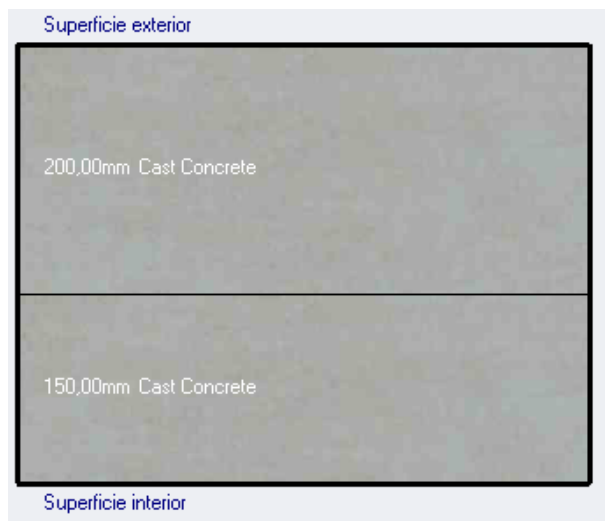 Superficie exterior
200,00mm Cast Concrete
150,00mm Cast Concrete
Superficie interior